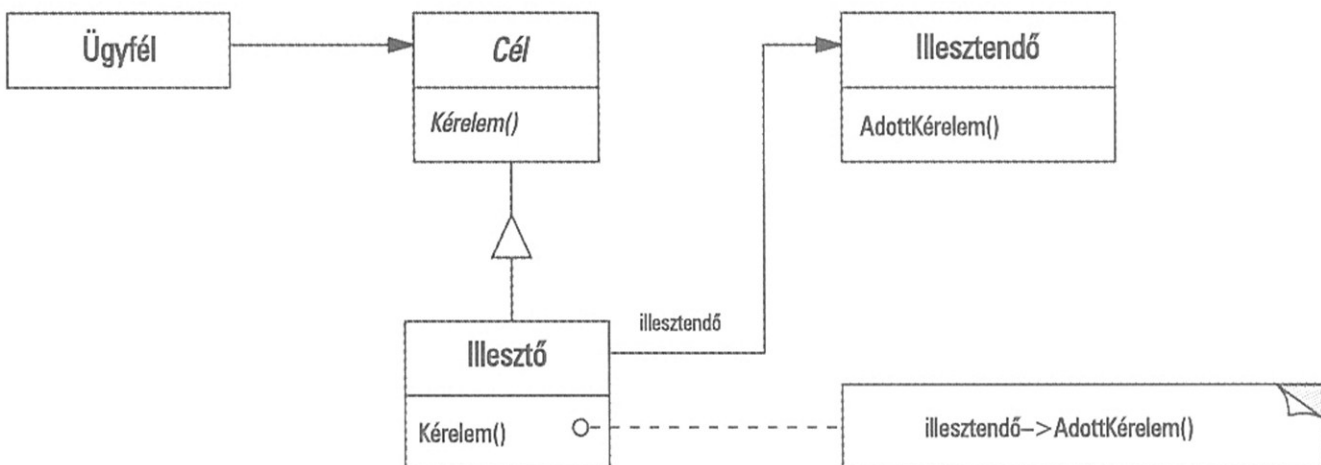 Ügyfél
Cél
Kérelem()
Illesztendő
AdottKérelem()
illesztendő
Illesztő
Kérelem()
illesztendő–>AdottKérelem()